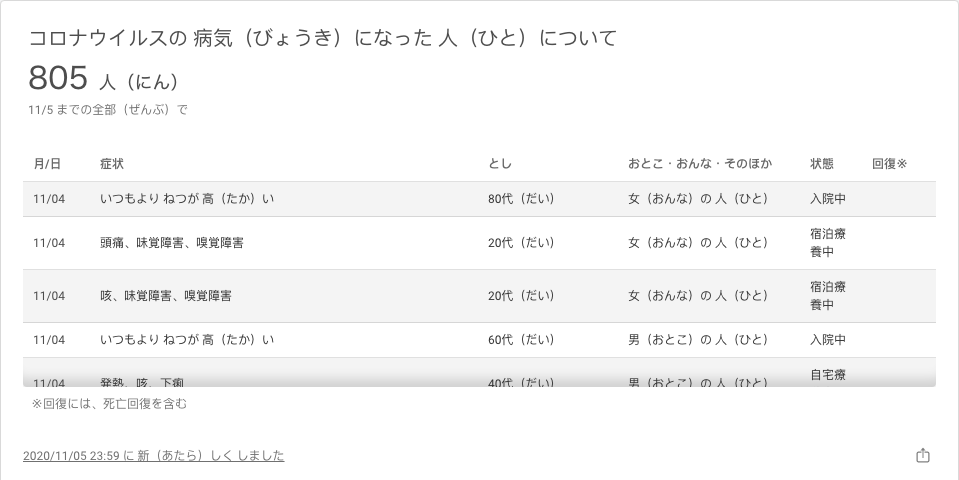 コロナウイルスの 病気（びょうき）になった 人（ひと）について
805 人（にん）
11/5 までの全部（ぜんぶ）で
月/日 症状 とし おとこ・おんな・そのほか 状態 回復※
11/04 いつもより ねつが 高（たか）い 80代（だい） 女（おんな）の 人（ひと） 入院中
11/04 頭痛、味覚障害、嗅覚障害 20代（だい） 女（おんな）の 人（ひと） 宿泊療
養中
11/04 咳、味覚障害、嗅覚障害 20代（だい） 女（おんな）の 人（ひと） 宿泊療
養中
11/04 いつもより ねつが 高（たか）い 60代（だい） 男（おとこ）の 人（ひと） 入院中
11/04 発熱、咳、下痢 40代（だい） 男（おとこ）の 人（ひと） 自宅療
※回復には、死亡回復を含む
2020/11/05 23:59 に 新（あたら）しく しました